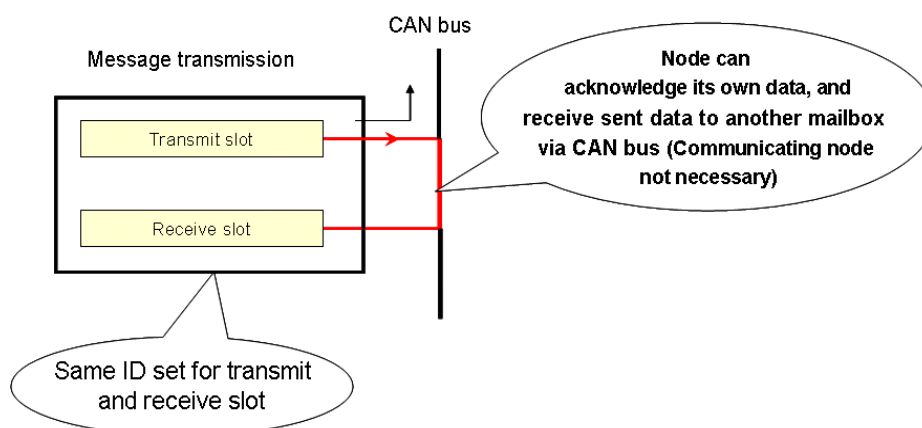 CAN bus
Message transmission
Node can
acknowledge its own data, and
receive sent data to another mailbox
via CAN bus (Communicating node
not necessary)
Transmit slot
Receive slot
Same ID set for transmit
and receive slot